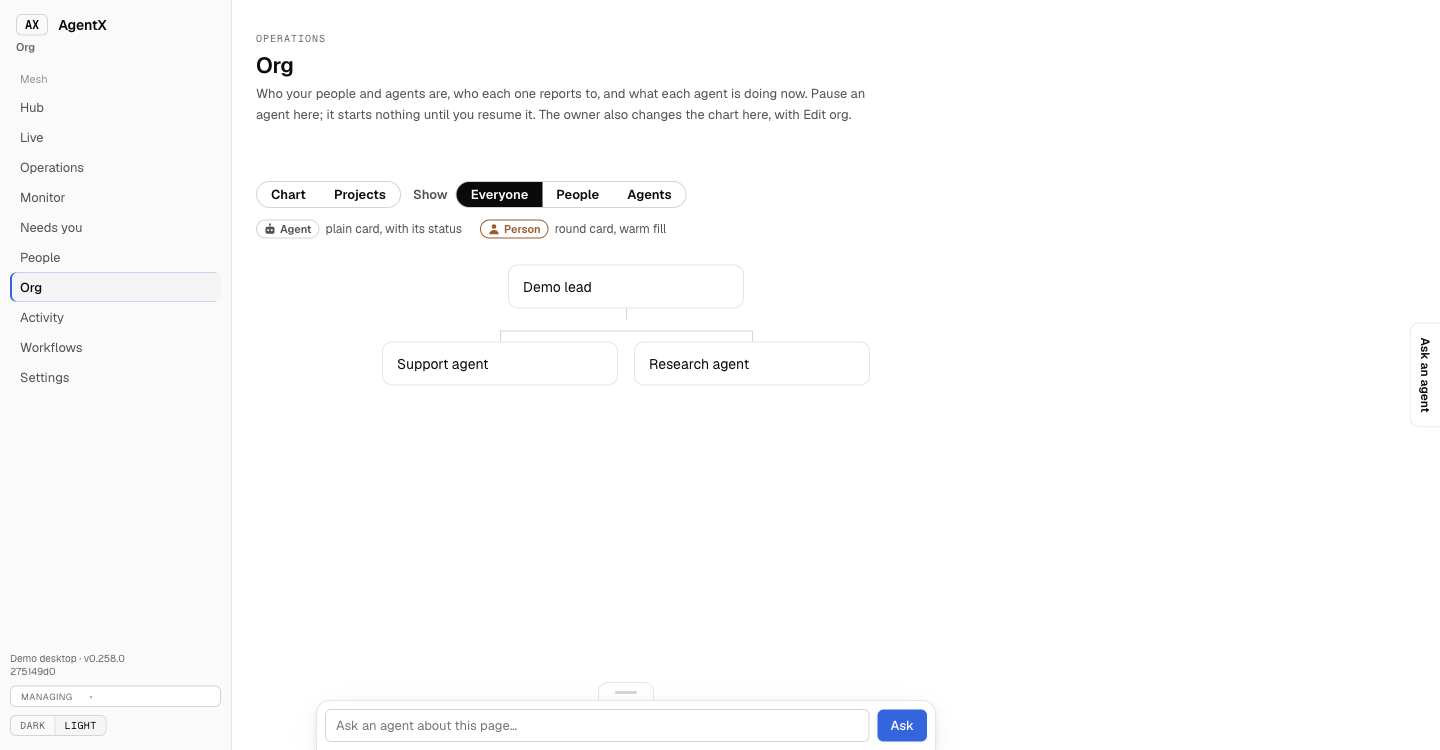 AX AgentX
Org
Mesh
Hub
Live
Operations
Monitor
Needs you
People
Org
Activity
Workflows
Settings
Demo desktop · v0.258.0
275149d0
MANAGING ·
DARK LIGHT
OPERATIONS
Org
Who your people and agents are, who each one reports to, and what each agent is doing now. Pause an
agent here; it starts nothing until you resume it. The owner also changes the chart here, with Edit org.
Chart Projects Show Everyone People Agents
Agent plain card, with its status Person round card, warm fill
Demo lead
Support agent Research agent
Ask an agent about this page… Ask
Ask an agent